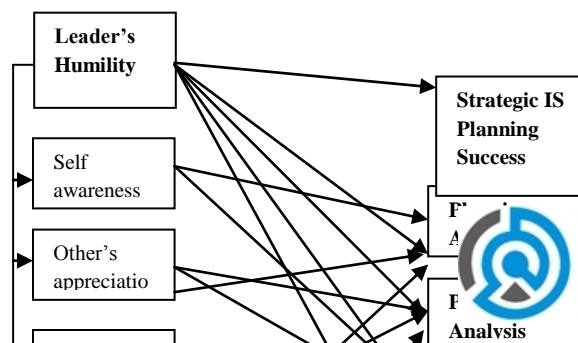 Leader's
Humility
Strategic IS
Planning
Success
Self
awareness
Other's
appreciatio
Analysis